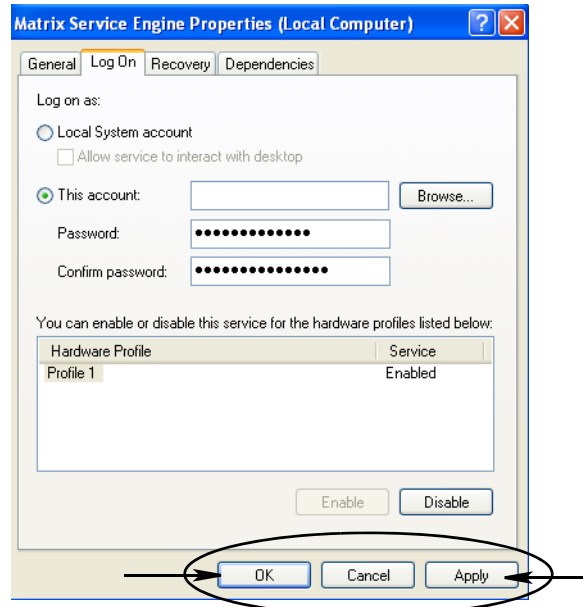 Matrix Service Engine Properties (Local Computer)
General Log On Recovery Dependencies
Log on as:
Local System account
Allow service to interact with desktop
This account:
Browse...
Password: •••••••••••••
Confirm password: •••••••••••••••
You can enable or disable this service for the hardware profiles listed below:
Hardware Profile Service
Profile 1 Enabled
Enable Disable
OK Cancel Apply